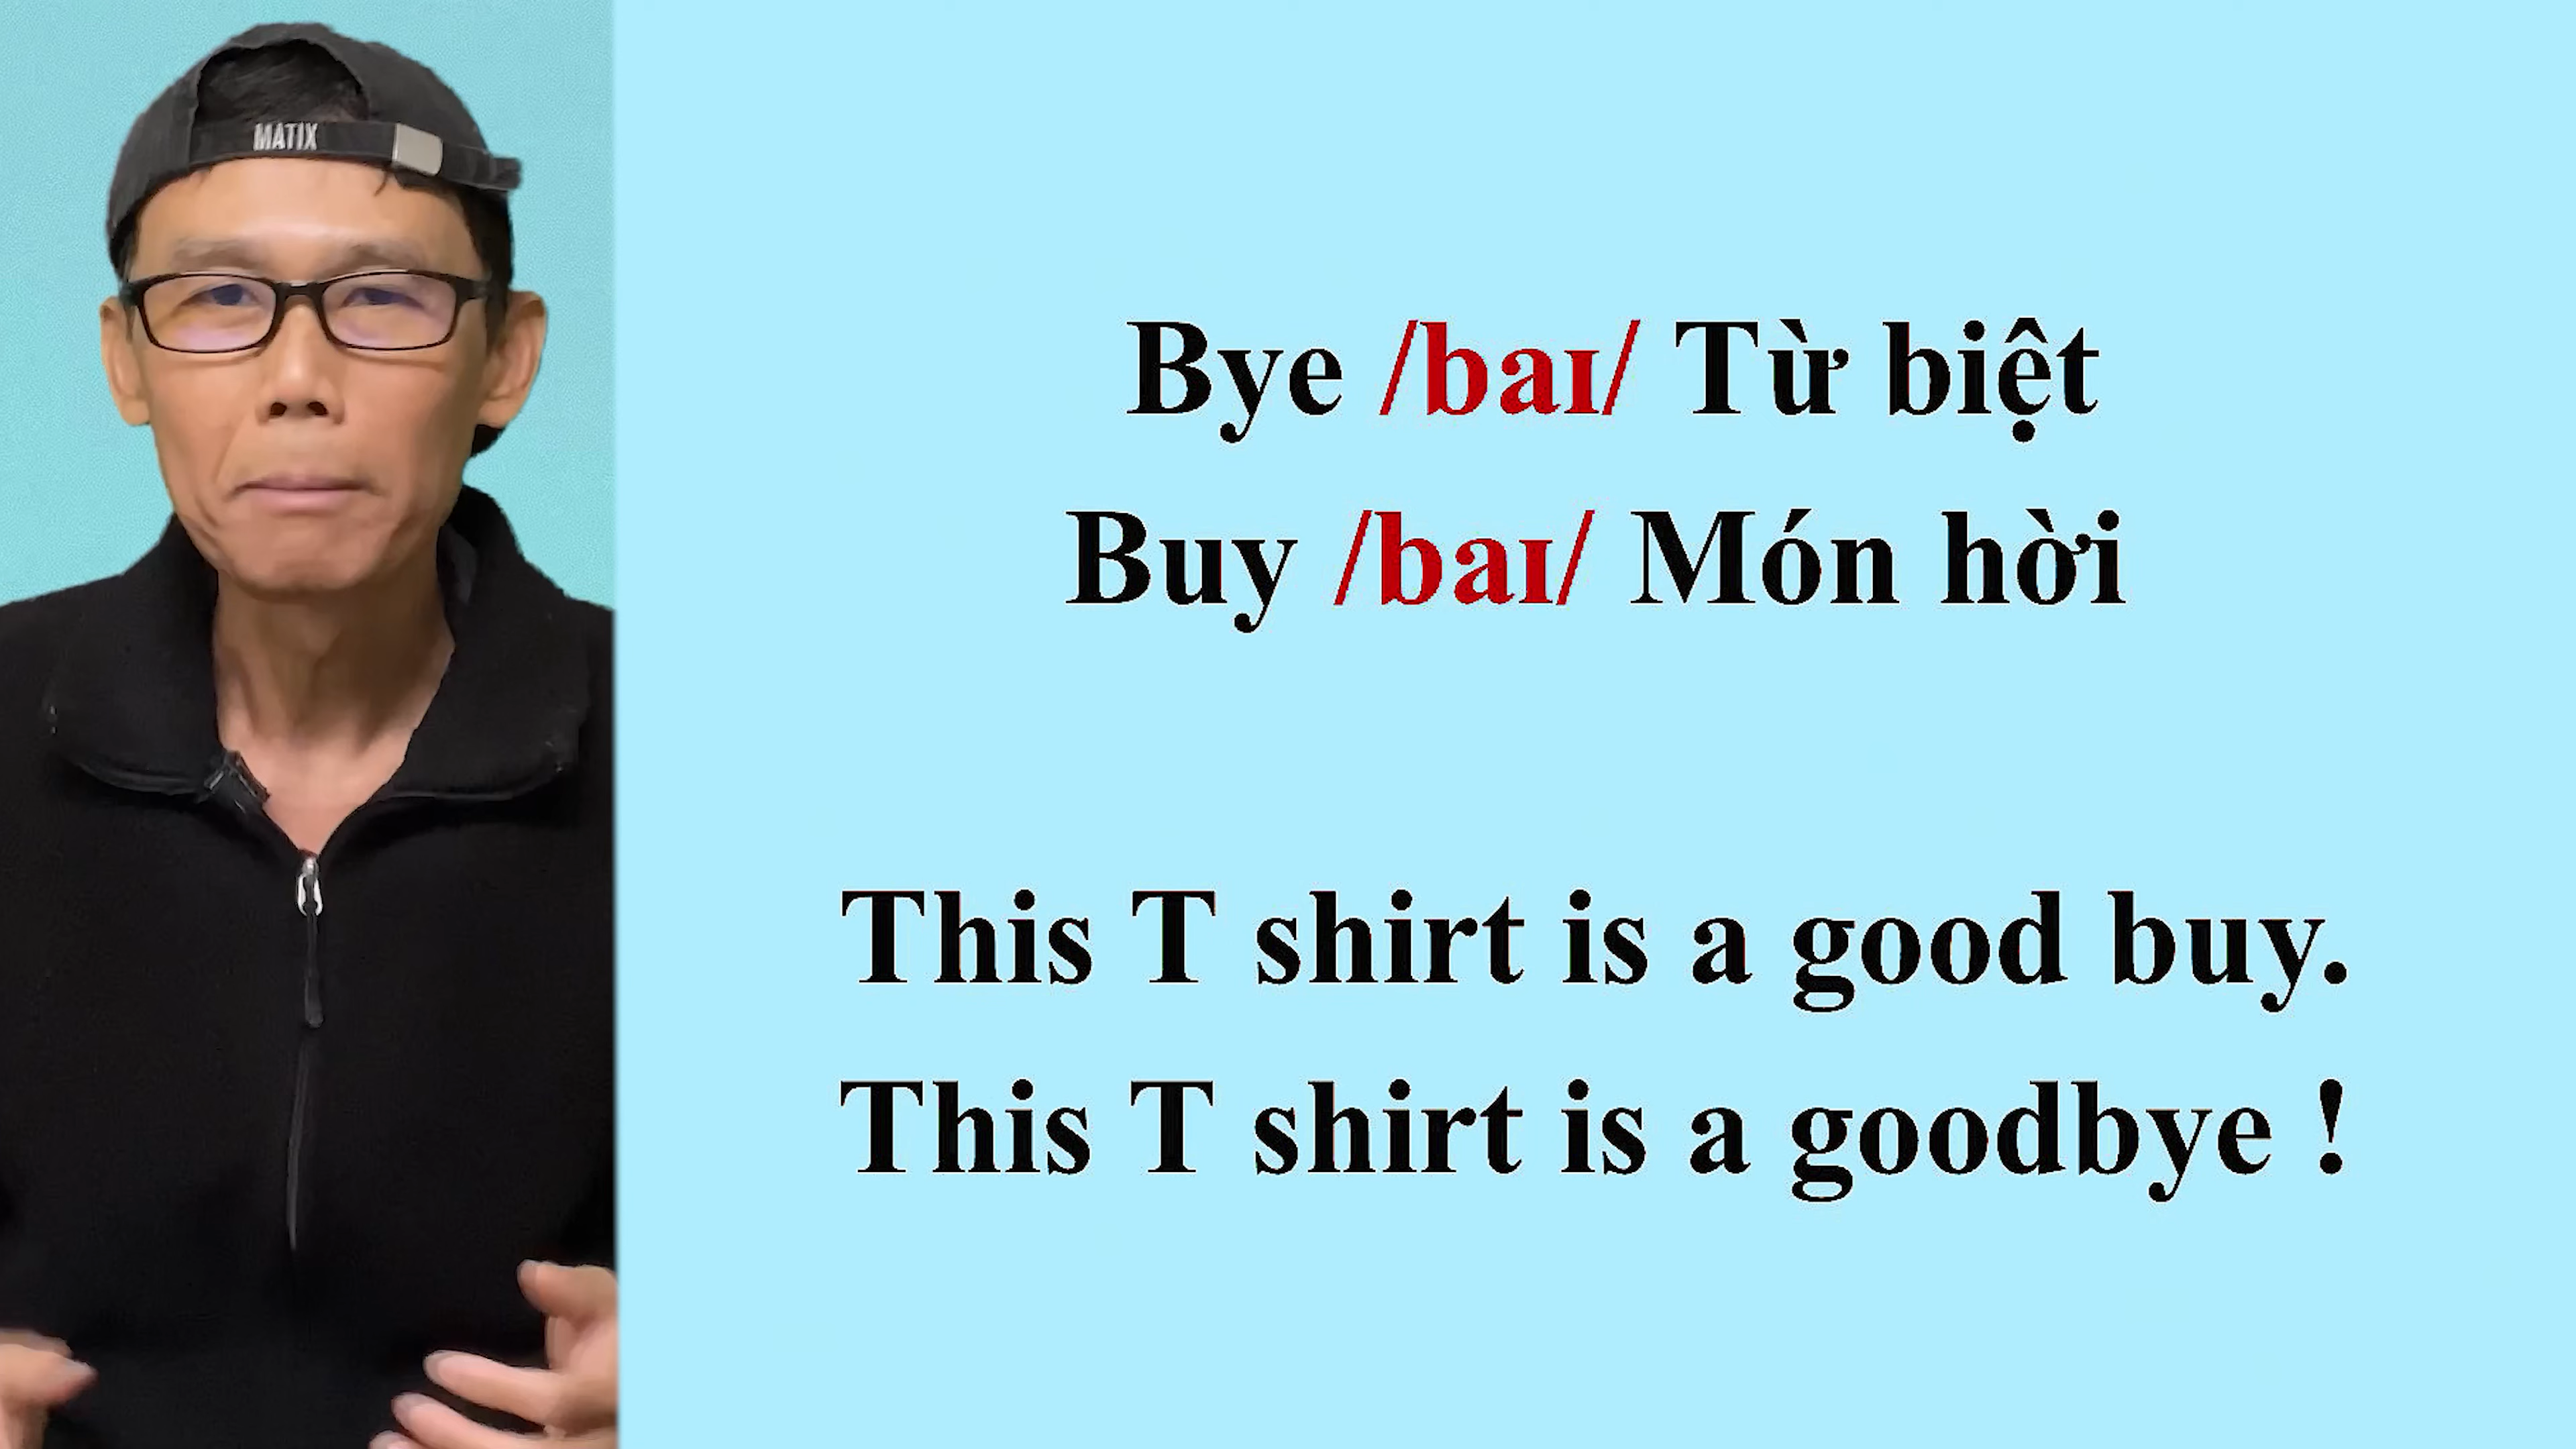 MATIX
Bye /baɪ/ Từ biệt
Buy /baɪ/ Món hời
This T shirt is a good buy.
This T shirt is a goodbye !